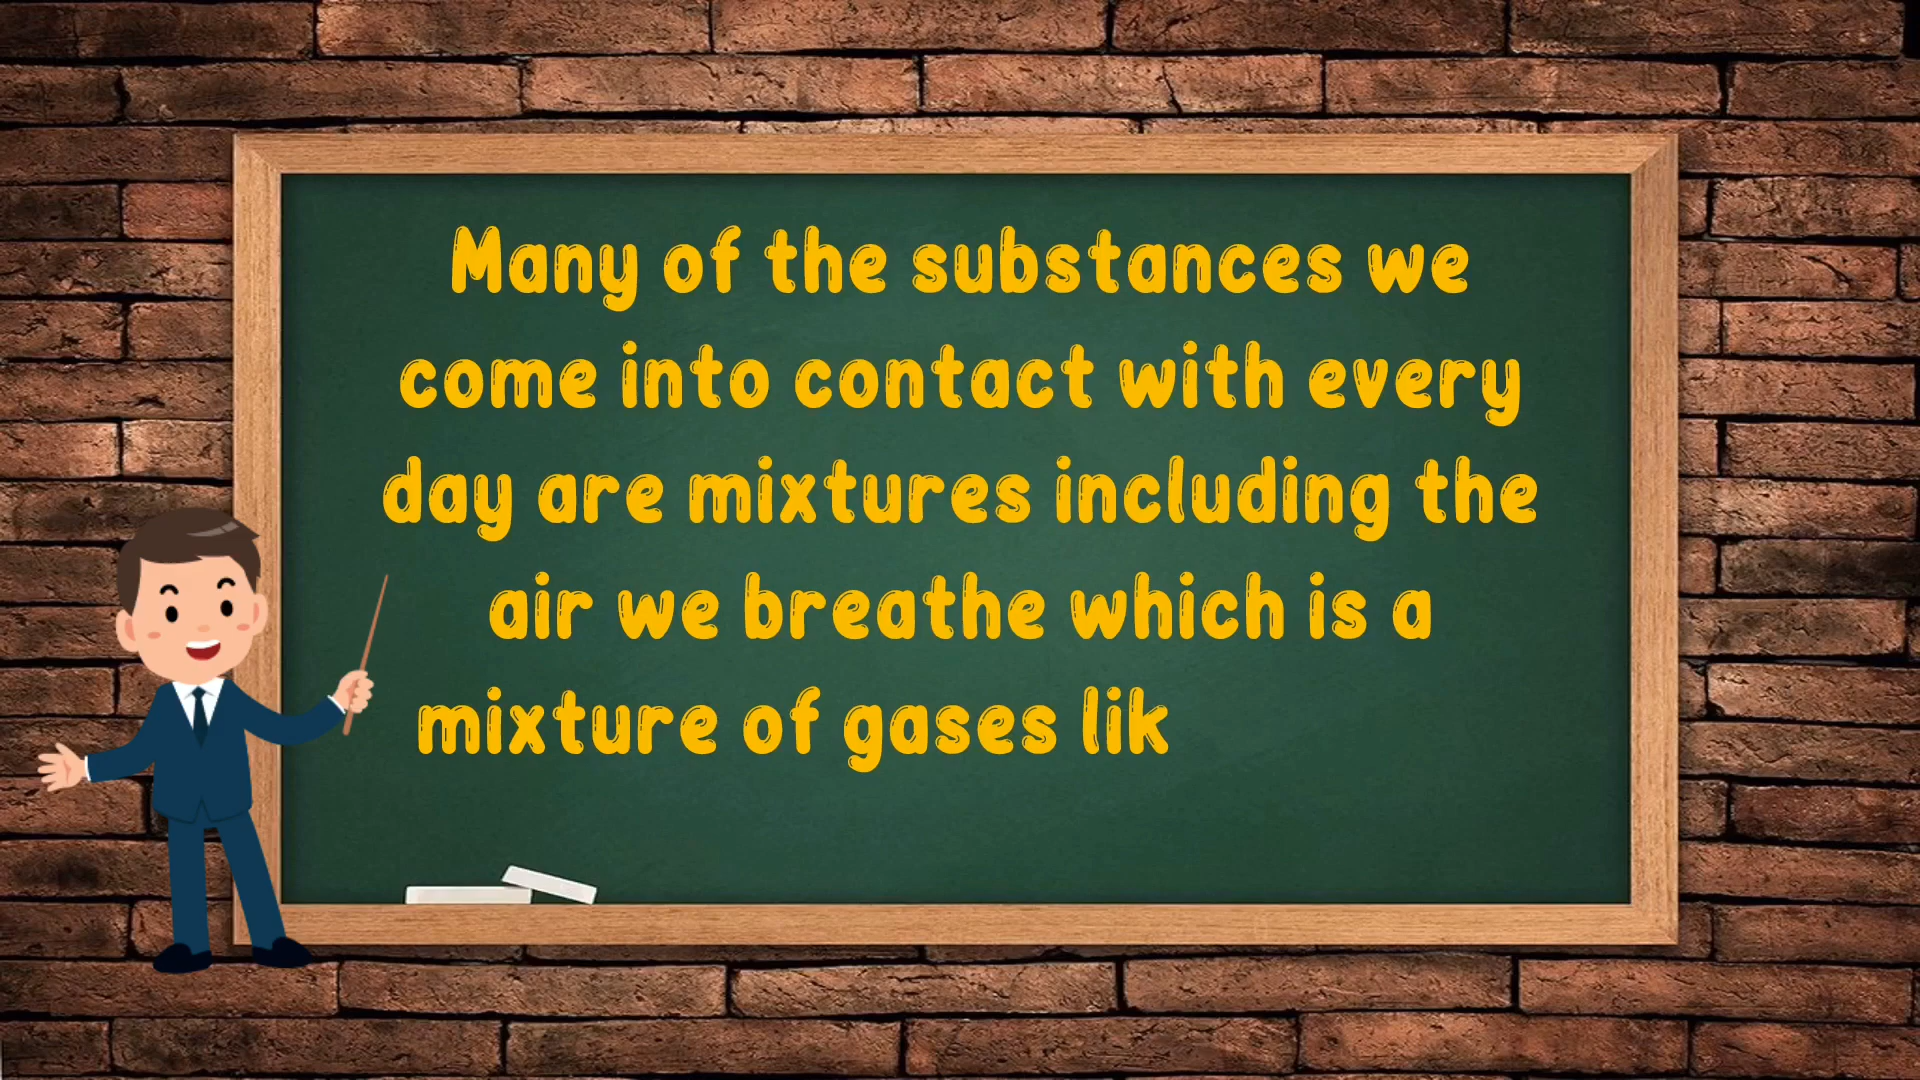 Many of the substances we
come into contact with every
day are mixtures including the
air we breathe which is a
mixture of gases lik